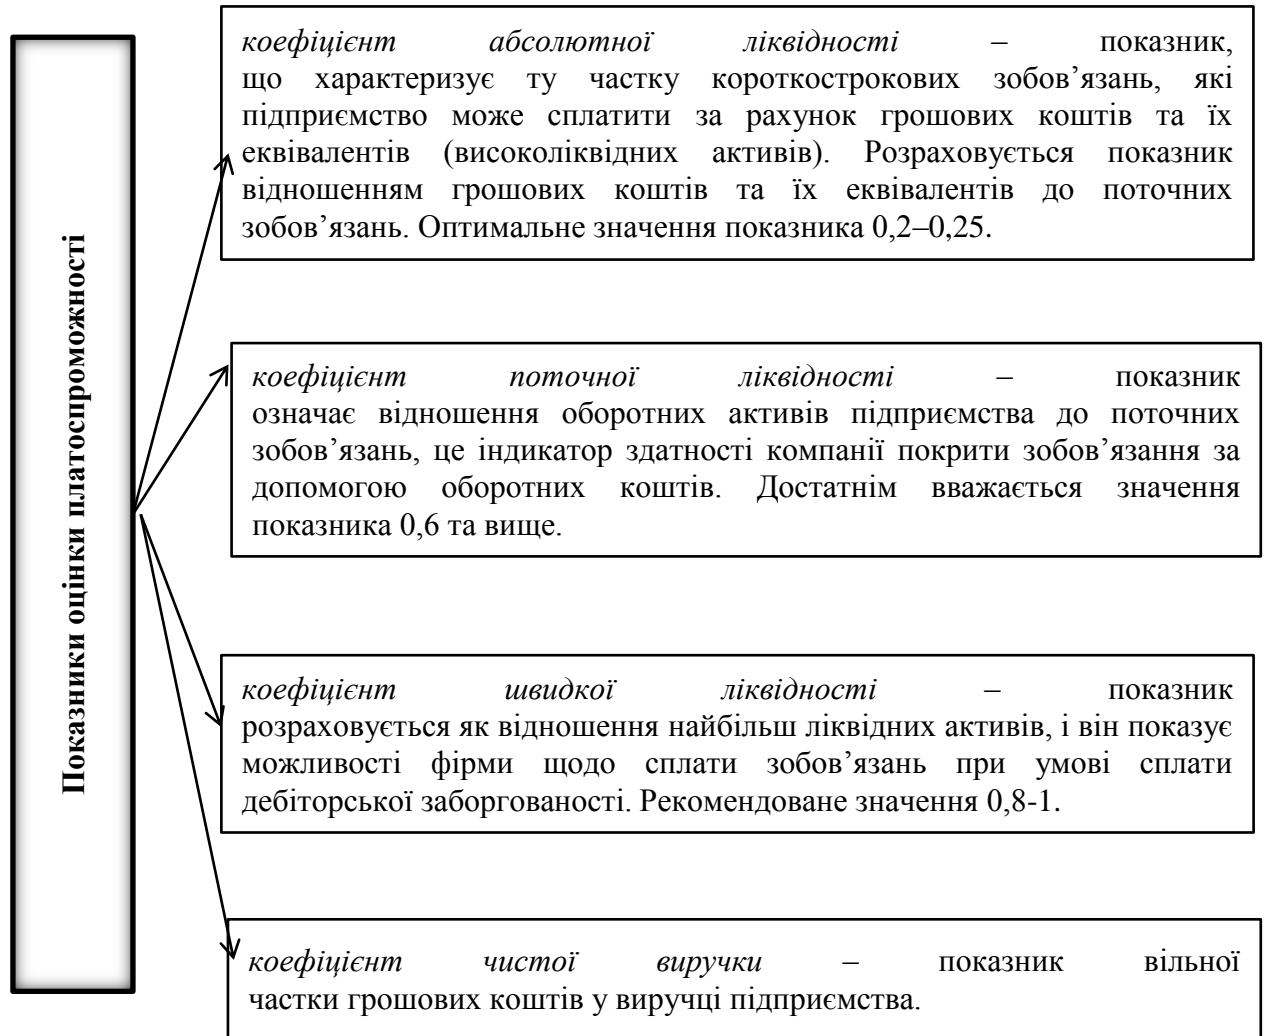 Показники оцінки платоспроможності
коефіцієнт абсолютної ліквідності – показник,
що характеризує ту частку короткострокових зобов’язань, які
підприємство може сплатити за рахунок грошових коштів та їх
еквівалентів (високоліквідних активів). Розраховується показник
відношенням грошових коштів та їх еквівалентів до поточних
зобов’язань. Оптимальне значення показника 0,2–0,25.
коефіцієнт поточної ліквідності – показник
означає відношення оборотних активів підприємства до поточних
зобов’язань, це індикатор здатності компанії покрити зобов’язання за
допомогою оборотних коштів. Достатнім вважається значення
показника 0,6 та вище.
коефіцієнт швидкої ліквідності – показник
розраховується як відношення найбільш ліквідних активів, і він показує
можливості фірми щодо сплати зобов’язань при умові сплати
дебіторської заборгованості. Рекомендоване значення 0,8-1.
коефіцієнт чистої виручки – показник вільної
частки грошових коштів у виручці підприємства.